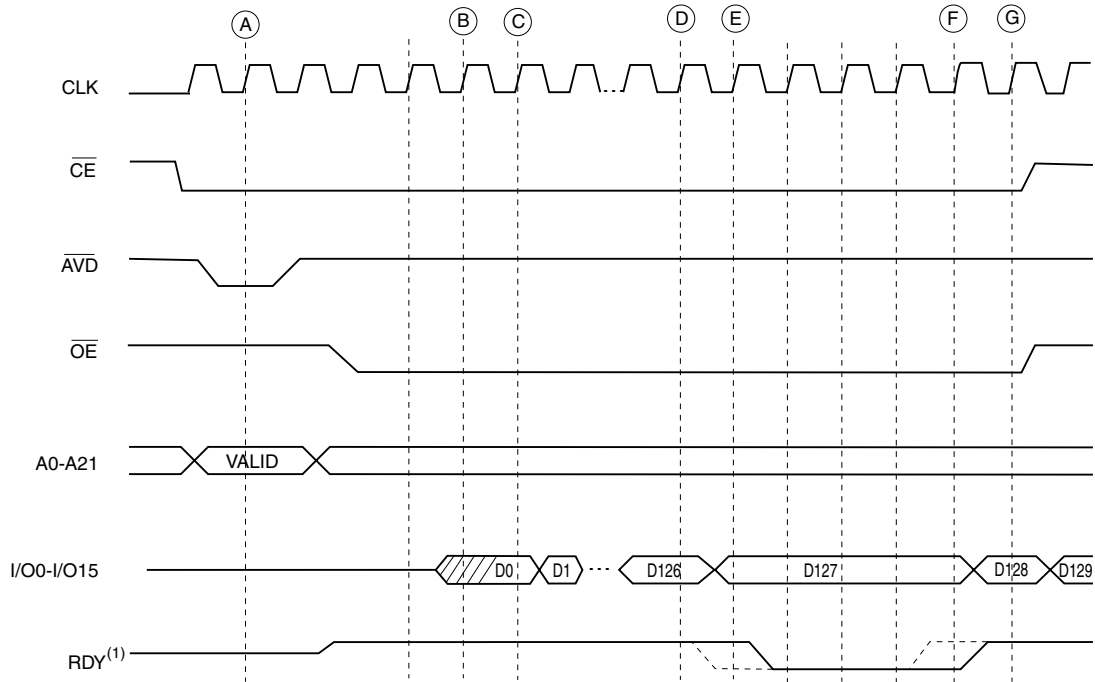 A B C D E F G
CLK
CE
AVD
OE
A0-A21 VALID
I/O0-I/O15 D0 D1 D126 D127 D128 D129
RDY(1)